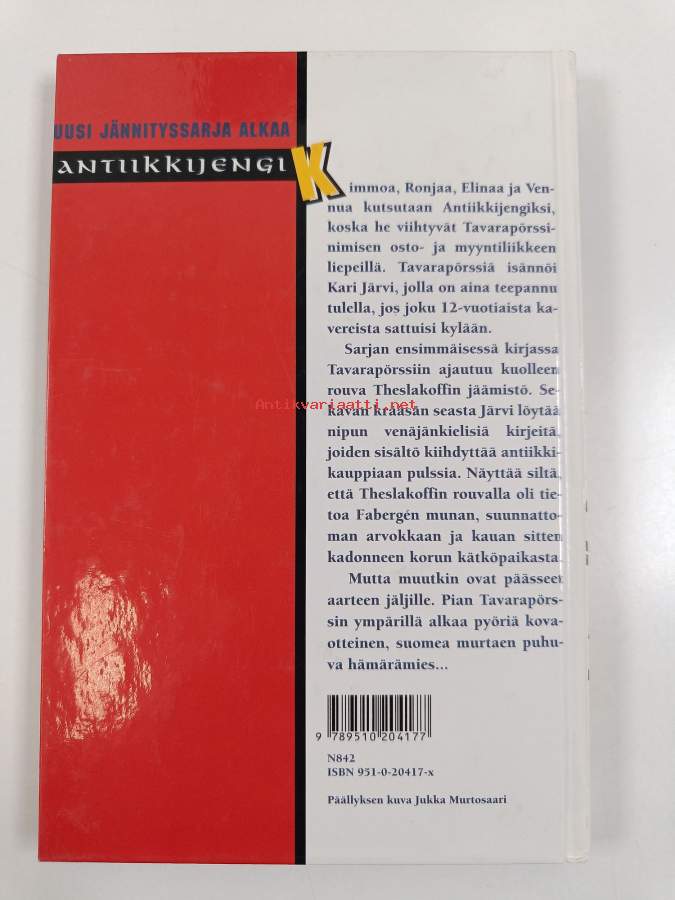 UUSI JÄNNITYSSARJA ALKAA
ANTIIKKIJENGI
Kimmoa, Ronjaa, Elinaa ja Ven-
nua kutsutaan Antiikkijengiksi,
koska he viihtyvät Tavarapörssi-
nimisen osto- ja myyntiliikkeen
liepeillä. Tavarapörssiä isännöi
Kari Järvi, jolla on aina teepannu
tulella, jos joku 12-vuotiaista ka-
vereista sattuisi kylään.
Sarjan ensimmäisessä kirjassa
Tavarapörssiin ajautuu kuolleen
rouva Theslakoffin jäämistö. Se-
kavan krääsän seasta Järvi löytää
nipun venäjänkielisiä kirjeitä,
joiden sisältö kiihdyttää antiikki-
kauppiaan pulssia. Näyttää siltä,
että Theslakoffin rouvalla oli tie-
toa Fabergén munan, suunnatto-
man arvokkaan ja kauan sitten
kadonneen korun kätköpaikasta.
Mutta muutkin ovat päässeet
aarteen jäljille. Pian Tavarapörs-
sin ympärillä alkaa pyöriä kova-
otteinen, suomea murtaen puhu-
va hämärämies...
9 789510 204177
N842
ISBN 951-0-20417-x
Päällyksen kuva Jukka Murtosaari
Antikvariaatti.net